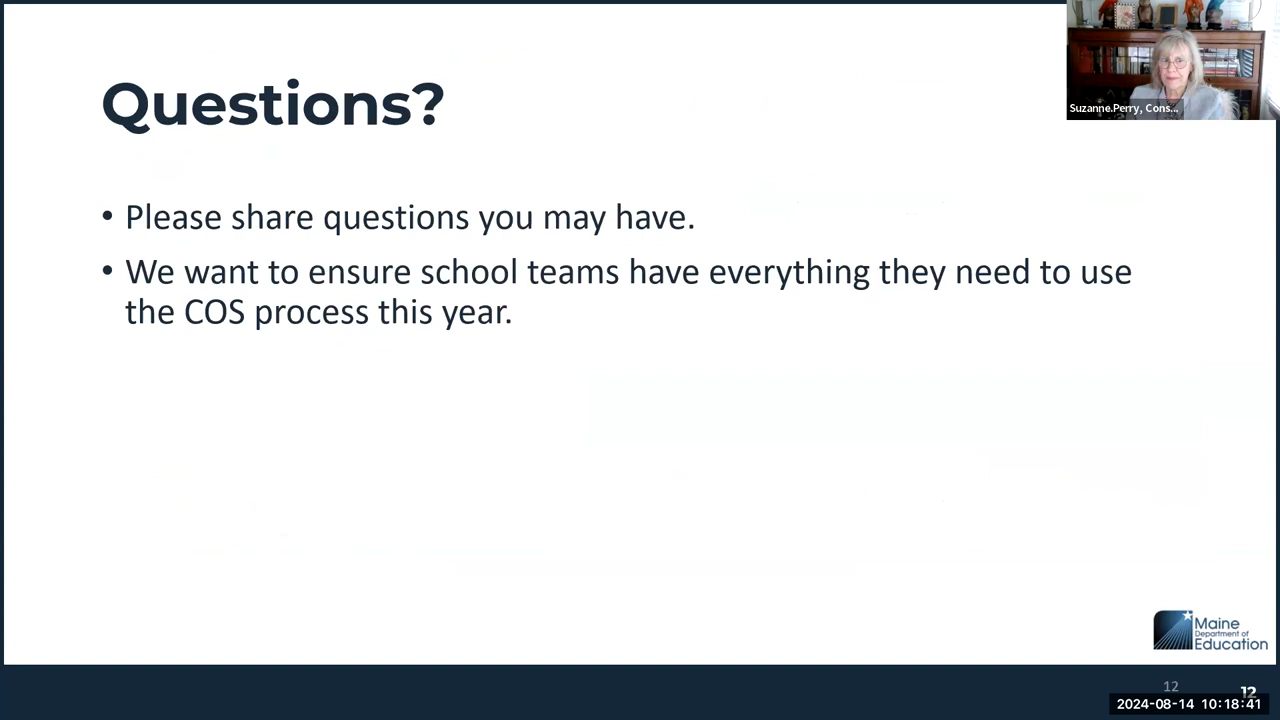 Questions?
Suzanne.Perry, Cons...
• Please share questions you may have.
• We want to ensure school teams have everything they need to use
the COS process this year.
Maine
Department of
Education
12
12
2024-08-14 10:18:41